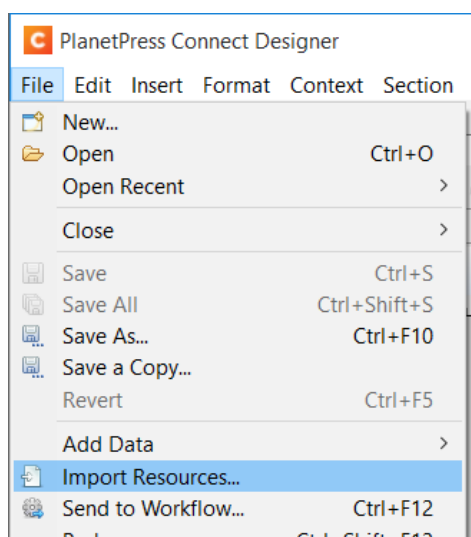 C PlanetPress Connect Designer
File Edit Insert Format Context Section
New...
Open Ctrl+O
Open Recent >
Close >
Save Ctrl+S
Save All Ctrl+Shift+S
Save As... Ctrl+F10
Save a Copy...
Revert Ctrl+F5
Add Data >
Import Resources...
Send to Workflow... Ctrl+F12